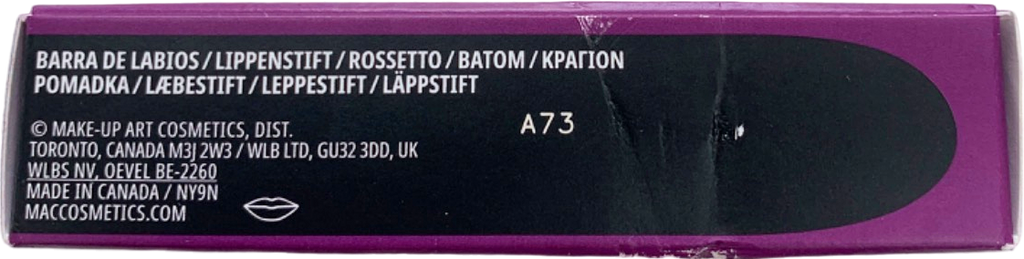 BARRA DE LABIOS / LIPPENSTIFT / ROSSETTO / BATOM / ΚΡΑΓΙΟΝ
POMADKA / LÆBESTIFT / LEPPESTIFT / LÄPPSTIFT
A73
© MAKE-UP ART COSMETICS, DIST.
TORONTO, CANADA M3J 2W3 / WLB LTD, GU32 3DD, UK
WLBS NV, OEVEL BE-2260
MADE IN CANADA / NY9N
MACCOSMETICS.COM